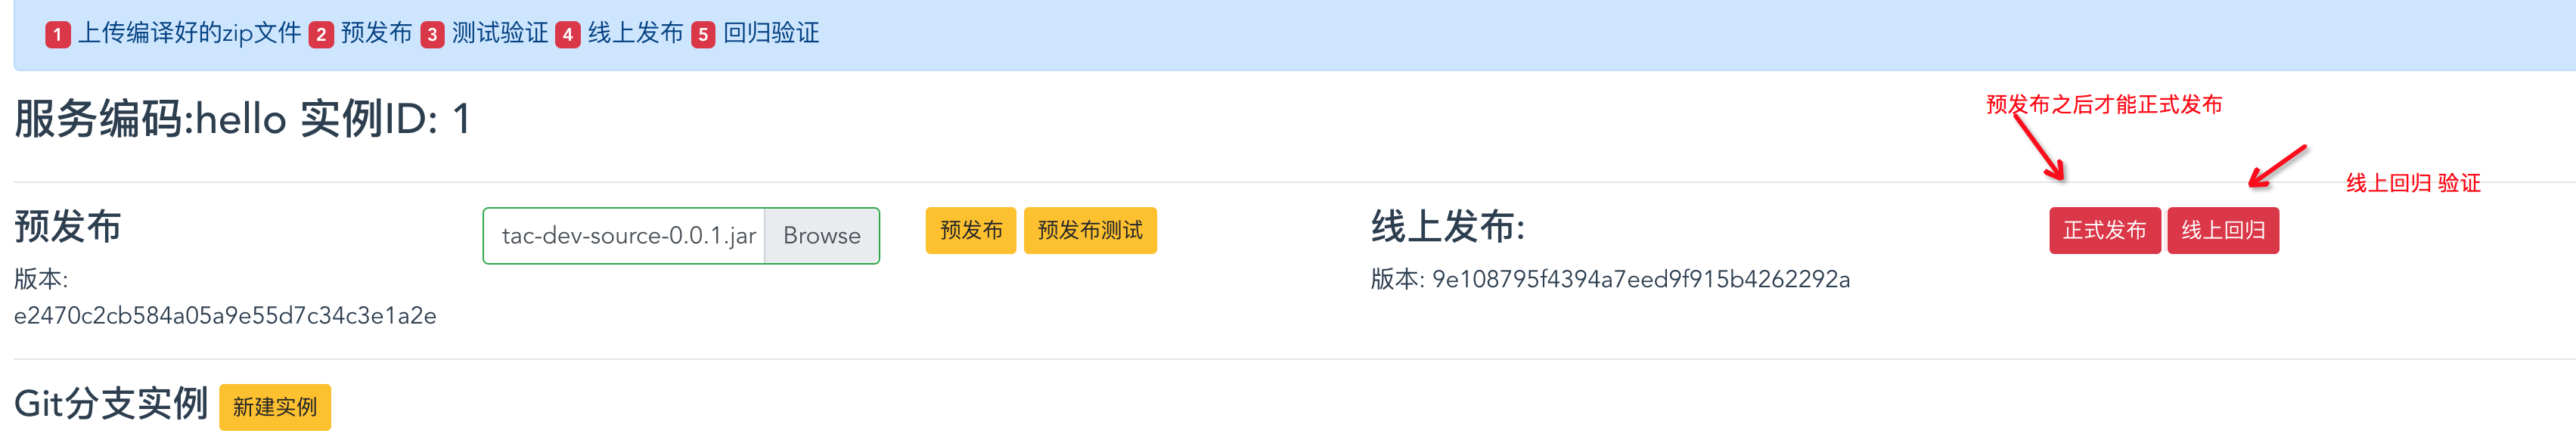 1 上传编译好的zip文件 2 预发布 3 测试验证 4 线上发布 5 回归验证
服务编码:hello 实例ID: 1
预发布之后才能正式发布
线上回归 验证
预发布
版本:
e2470c2cb584a05a9e55d7c34c3e1a2e
tac-dev-source-0.0.1.jar Browse
预发布 预发布测试
线上发布:
版本: 9e108795f4394a7eed9f915b4262292a
正式发布 线上回归
Git分支实例 新建实例